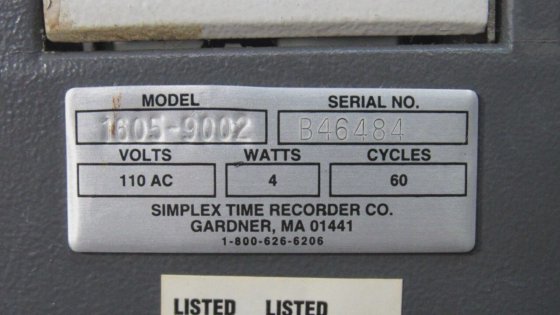 MODEL SERIAL NO.
1605-9002 B46484
VOLTS WATTS CYCLES
110 AC 4 60
SIMPLEX TIME RECORDER CO.
GARDNER, MA 01441
1-800-626-6206
LISTED LISTED